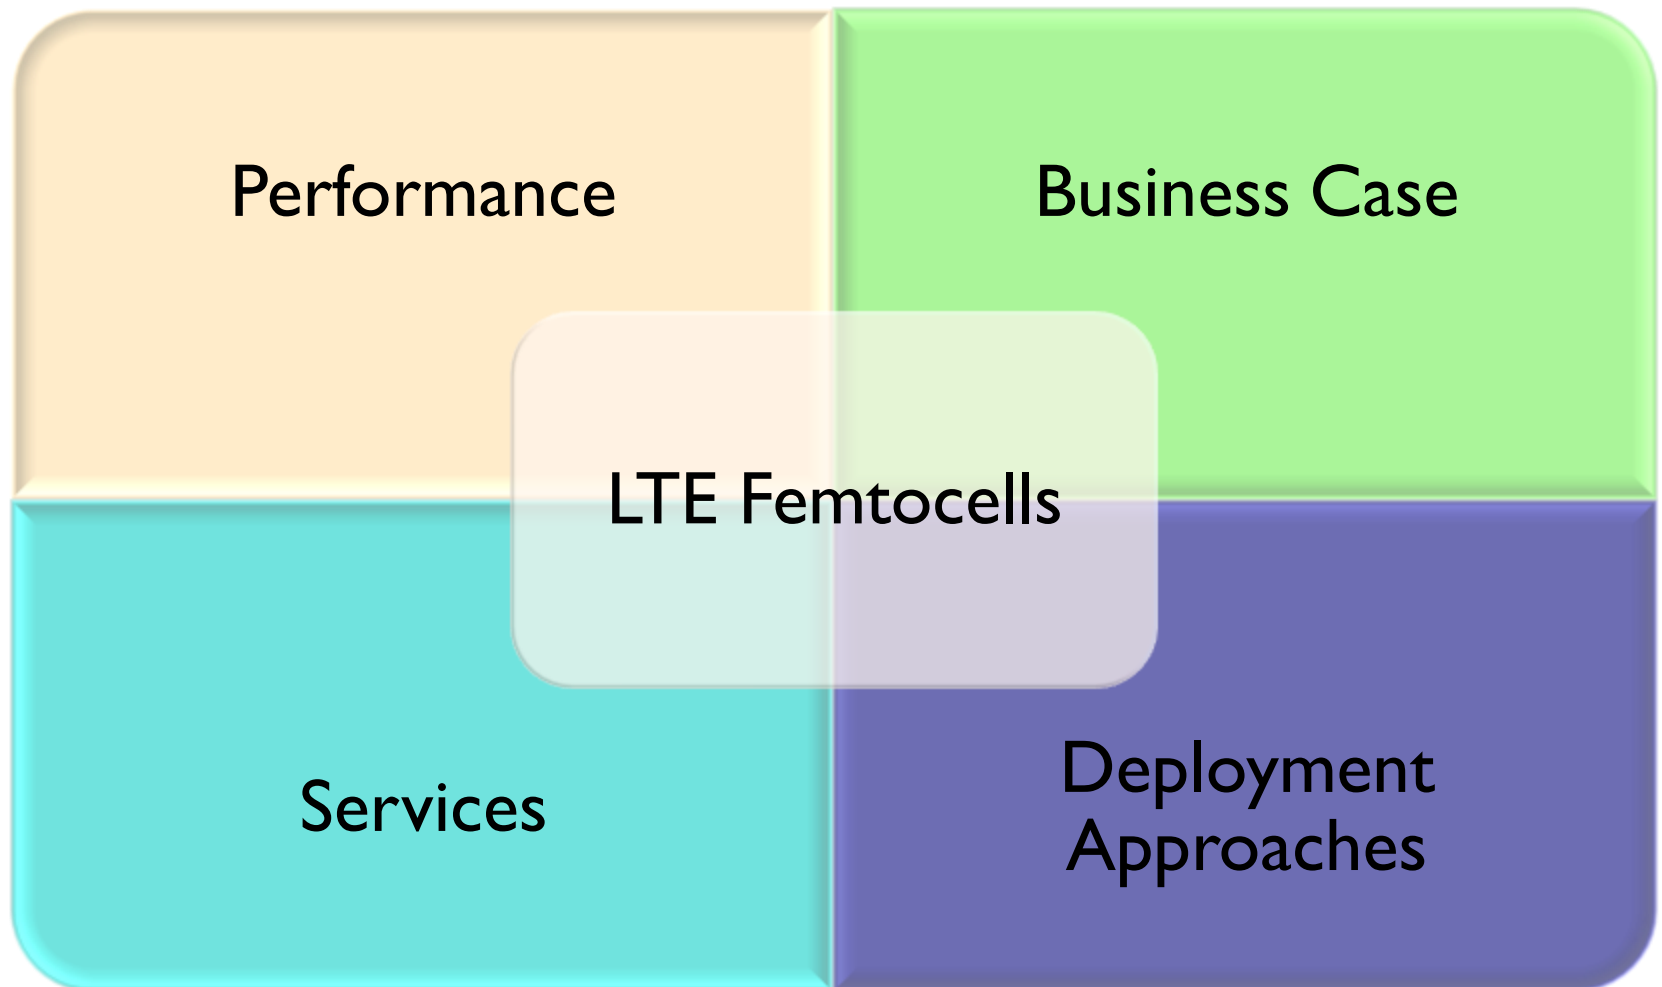 Performance
Business Case
LTE Femtocells
Services
Deployment
Approaches